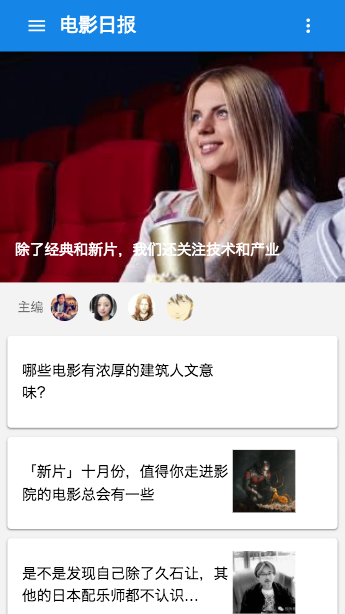 电影日报
除了经典和新片，我们还关注技术和产业
主编
哪些电影有浓厚的建筑人文意
味？
「新片」十月份，值得你走进影
院的电影总会有一些
是不是发现自己除了久石让，其
他的日本配乐师都不认识…